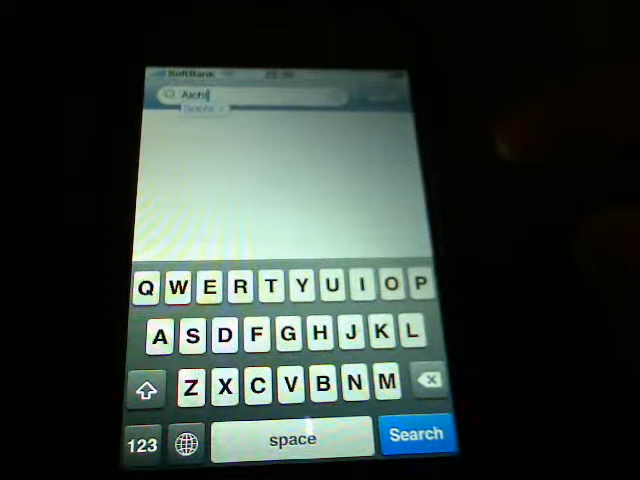 SoftBank
Aichi
Q W E R T Y U I O P
A S D F G H J K L
Z X C V B N M
123 space Search